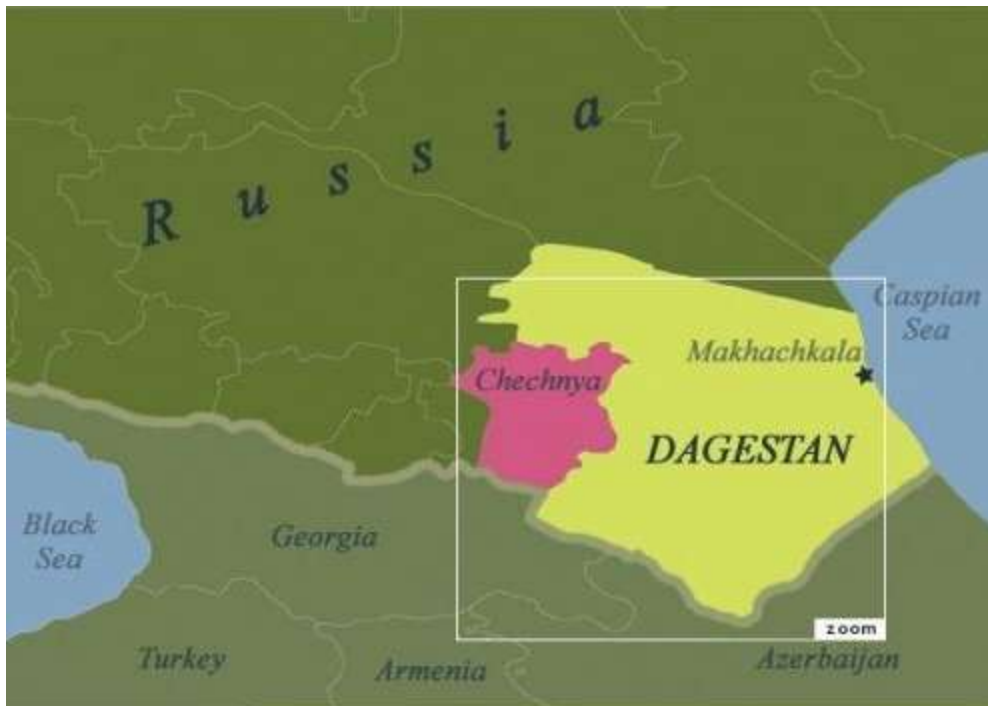 Russia
Caspian
Sea
Makhachkala
Chechnya
DAGESTAN
Black
Sea
Georgia
zoom
Turkey
Armenia
Azerbaijan